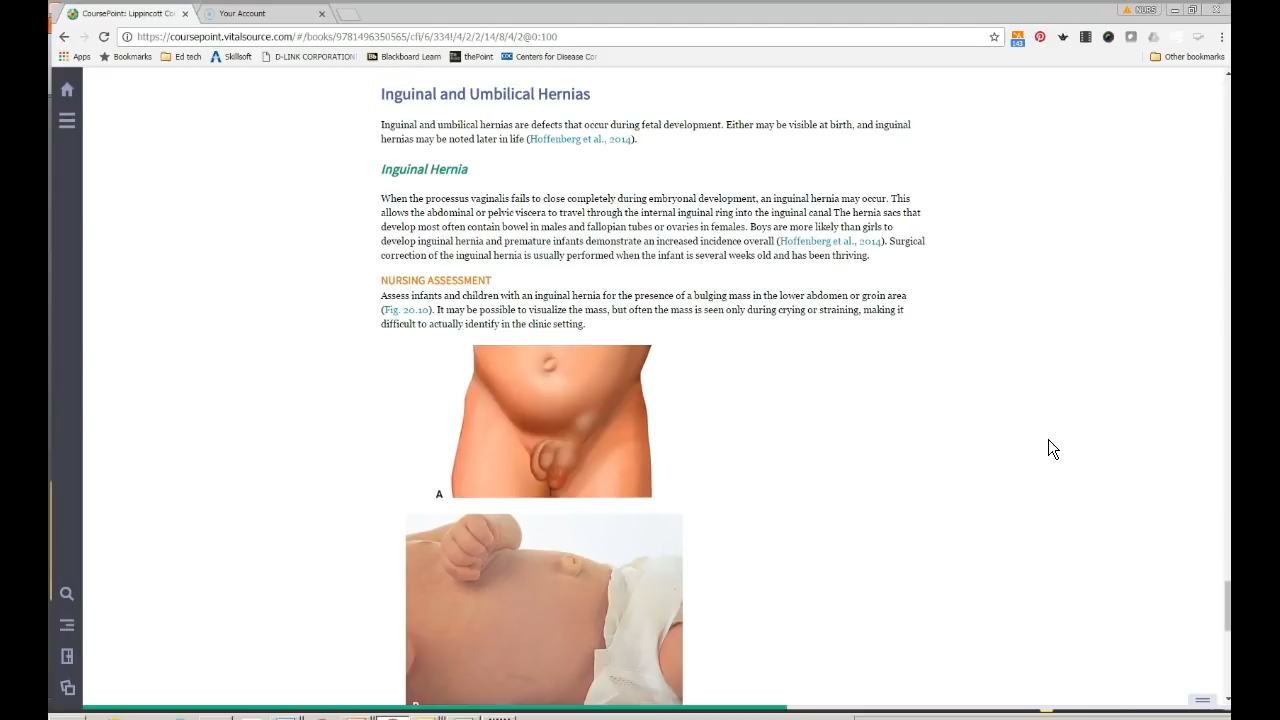 CoursePoint: Lippincott Co
Your Account
NURS
https://coursepoint.vitalsource.com/#/books/9781496350565/cfi/6/334!/4/2/2/14/8/4/2@0:100
143
Apps
Bookmarks
Ed tech
Skillsoft
D-LINK CORPORATION
Blackboard Learn
thePoint
Centers for Disease Cor
Other bookmarks
Inguinal and Umbilical Hernias
Inguinal and umbilical hernias are defects that occur during fetal development. Either may be visible at birth, and inguinal
hernias may be noted later in life (Hoffenberg et al., 2014).
Inguinal Hernia
When the processus vaginalis fails to close completely during embryonal development, an inguinal hernia may occur. This
allows the abdominal or pelvic viscera to travel through the internal inguinal ring into the inguinal canal The hernia sacs that
develop most often contain bowel in males and fallopian tubes or ovaries in females. Boys are more likely than girls to
develop inguinal hernia and premature infants demonstrate an increased incidence overall (Hoffenberg et al., 2014). Surgical
correction of the inguinal hernia is usually performed when the infant is several weeks old and has been thriving.
NURSING ASSESSMENT
Assess infants and children with an inguinal hernia for the presence of a bulging mass in the lower abdomen or groin area
(Fig. 20.10). It may be possible to visualize the mass, but often the mass is seen only during crying or straining, making it
difficult to actually identify in the clinic setting.
A